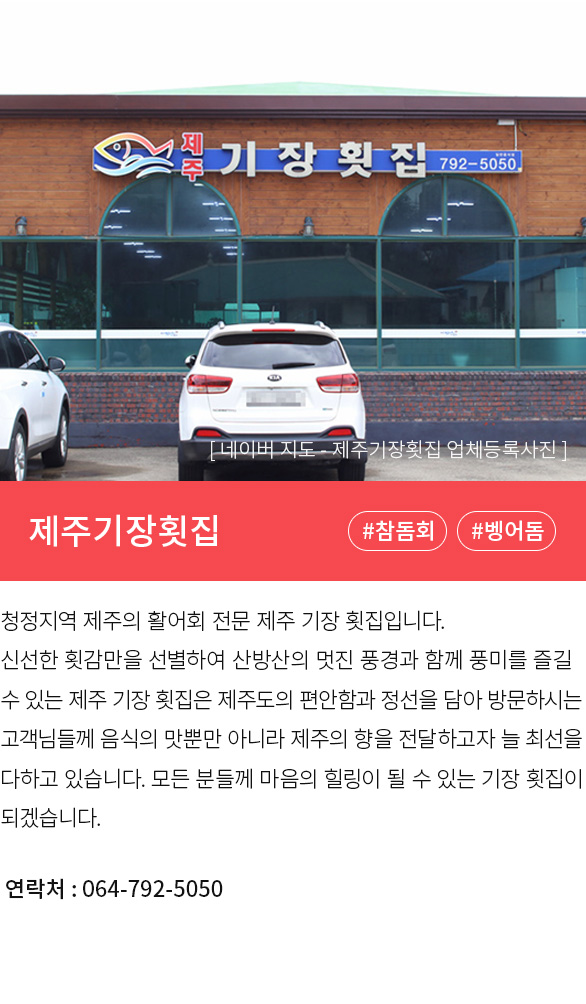 제주 기장횟집 792-5050
[ 네이버 지도 - 제주기장횟집 업체등록사진 ]
제주기장횟집 #참돔회 #벵어돔
청정지역 제주의 활어회 전문 제주 기장 횟집입니다.
신선한 횟감만을 선별하여 산방산의 멋진 풍경과 함께 풍미를 즐길
수 있는 제주 기장 횟집은 제주도의 편안함과 정선을 담아 방문하시는
고객님들께 음식의 맛뿐만 아니라 제주의 향을 전달하고자 늘 최선을
다하고 있습니다. 모든 분들께 마음의 힐링이 될 수 있는 기장 횟집이
되겠습니다.
연락처 : 064-792-5050